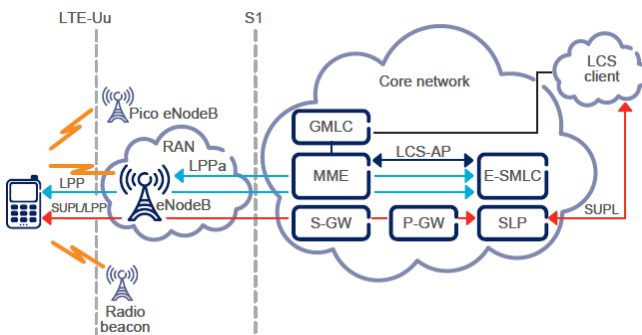 LTE-Uu
S1
LCS
client
Core network
Pico eNodeB
GMLC
RAN
LPPa
LCS-AP
MME
E-SMLC
LPP
eNodeB
SUPL/LPP
S-GW
P-GW
SLP
SUPL
Radio
beacon